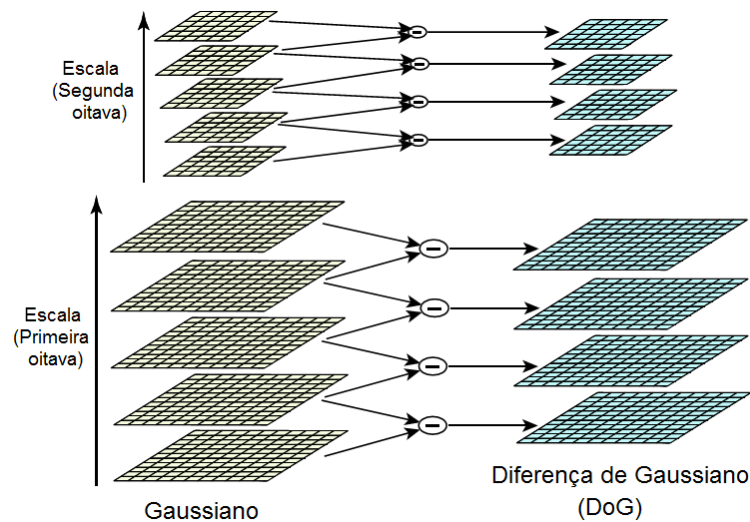 Escala
(Segunda
oitava)
Escala
(Primeira
oitava)
Gaussiano
Diferença de Gaussiano
(DoG)